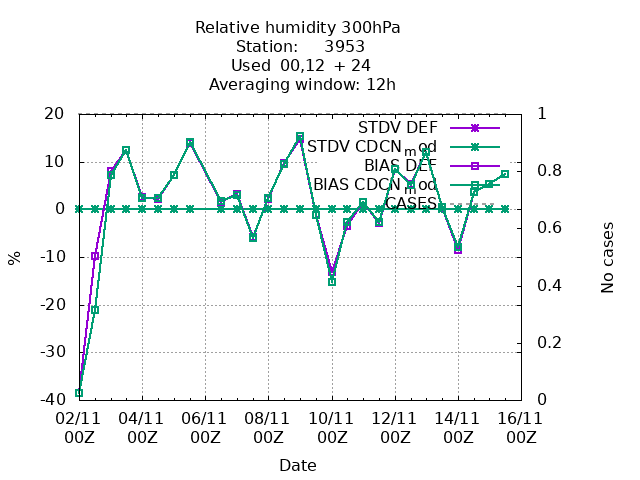 Relative humidity 300hPa
Station: 3953
Used 00,12 + 24
Averaging window: 12h
20
10
0
-10
-20
-30
-40
%
1
0.8
0.6
0.4
0.2
0
No cases
STDV DEF
STDV CDCN_mod
BIAS DEF
BIAS CDCN_mod
CASES
02/11 04/11 06/11 08/11 10/11 12/11 14/11 16/11
00Z 00Z 00Z 00Z 00Z 00Z 00Z 00Z
Date